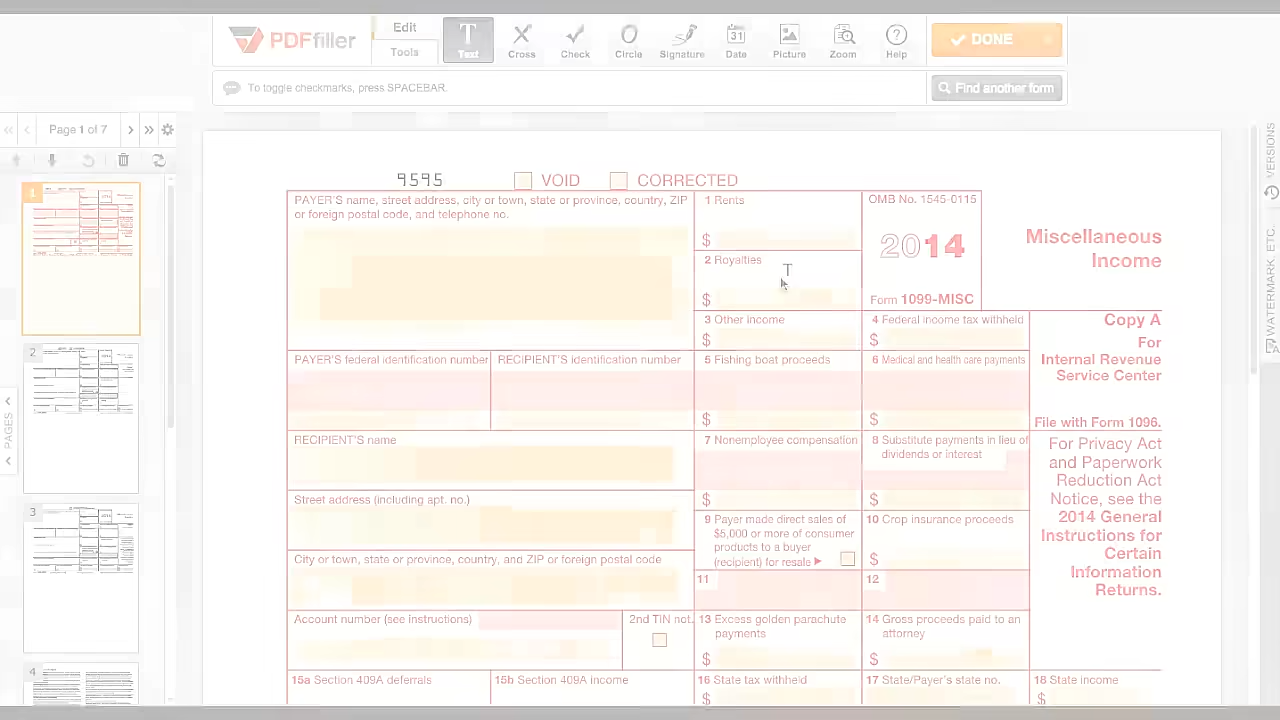 PDFfiller
Edit
Tools
Text
Cross
Check
Circle
Signature
Date
Picture
Zoom
Help
DONE
To toggle checkmarks, press SPACEBAR.
Find another form
Page 1 of 7
VERSIONS
WATERMARK, ETC.
PAGES
1
2
3
4
9595
VOID
CORRECTED
PAYER'S name, street address, city or town, state or province, country, ZIP
or foreign postal code, and telephone no.
1 Rents
$
2 Royalties
$
OMB No. 1545-0115
2014
Form 1099-MISC
Miscellaneous
Income
3 Other income
$
4 Federal income tax withheld
$
Copy A
For
Internal Revenue
Service Center
File with Form 1096.
PAYER'S federal identification number
RECIPIENT'S identification number
5 Fishing boat proceeds
$
6 Medical and health care payments
$
RECIPIENT'S name
7 Nonemployee compensation
$
8 Substitute payments in lieu of
dividends or interest
$
For Privacy Act
and Paperwork
Reduction Act
Notice, see the
2014 General
Instructions for
Certain
Information
Returns.
Street address (including apt. no.)
9 Payer made direct sales of
$5,000 or more of consumer
products to a buyer
(recipient) for resale
10 Crop insurance proceeds
$
City or town, state or province, country, and ZIP or foreign postal code
11
12
Account number (see instructions)
2nd TIN not.
13 Excess golden parachute
payments
$
14 Gross proceeds paid to an
attorney
$
15a Section 409A deferrals
15b Section 409A income
16 State tax withheld
$
17 State/Payer's state no.
18 State income
$